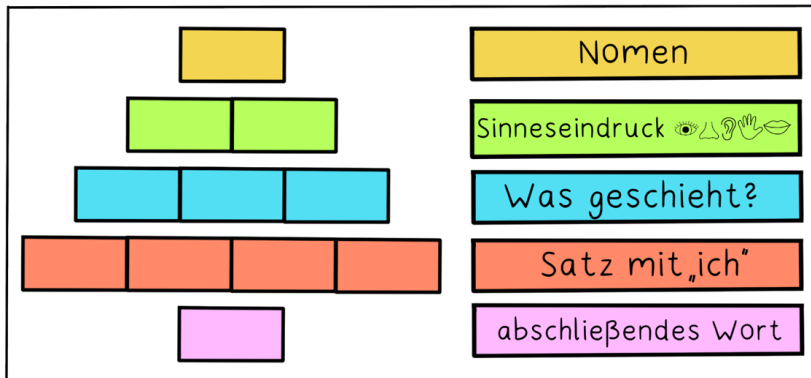 Nomen
Sinneseindruck
Was geschieht?
Satz mit „ich“
abschließendes Wort